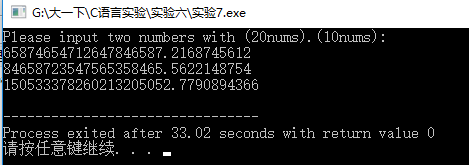 G:\大一下\C语言实验\实验六\实验7.exe
Please input two numbers with (20nums).(10nums):
65874654712647846587.2168745612
84658723547565358465.5622148754
150533378260213205052.7790894366
--------------------------------
Process exited after 33.02 seconds with return value 0
请按任意键继续. . .